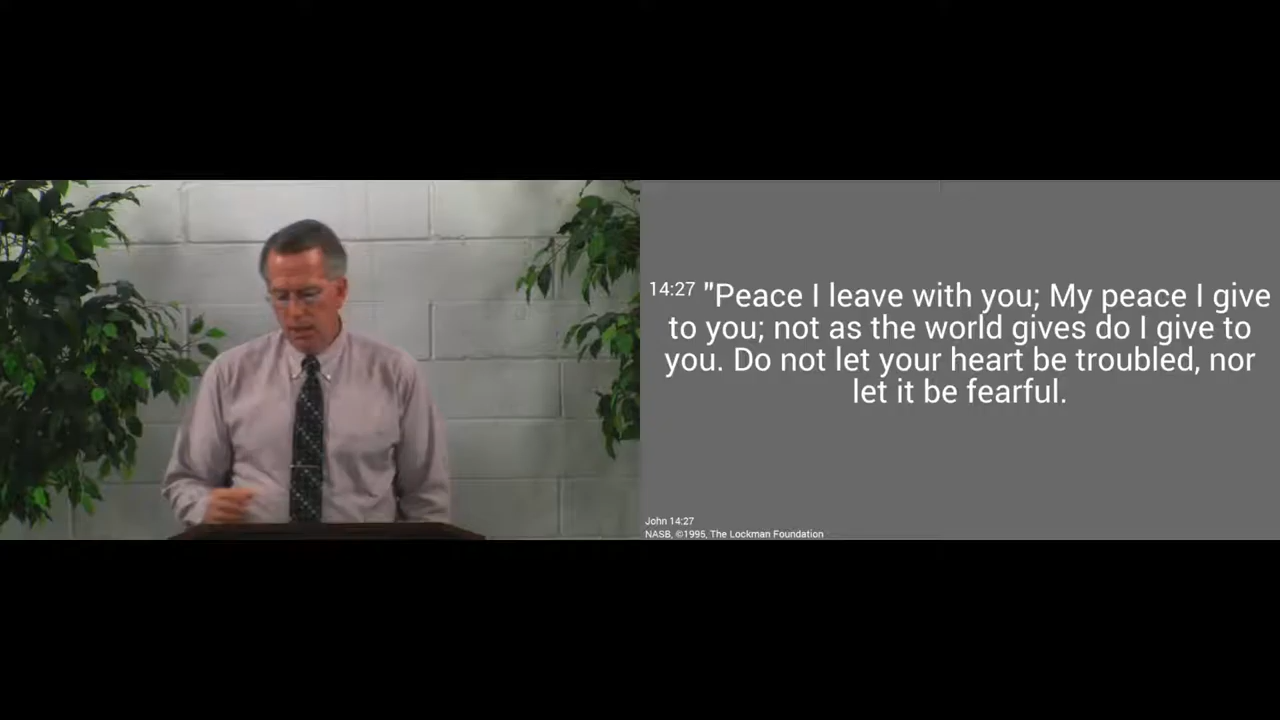 14:27 "Peace I leave with you; My peace I give
to you; not as the world gives do I give to
you. Do not let your heart be troubled, nor
let it be fearful.
John 14:27
NASB, ©1995, The Lockman Foundation